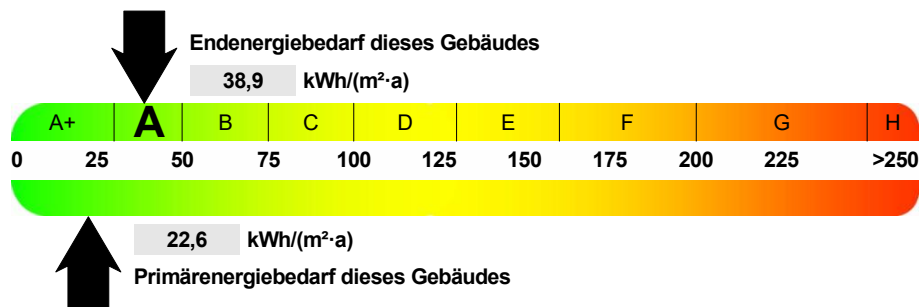 Endenergiebedarf dieses Gebäudes
38,9 kWh/(m²·a)
A+ A B C D E F G H
0 25 50 75 100 125 150 175 200 225 >250
22,6 kWh/(m²·a)
Primärenergiebedarf dieses Gebäudes